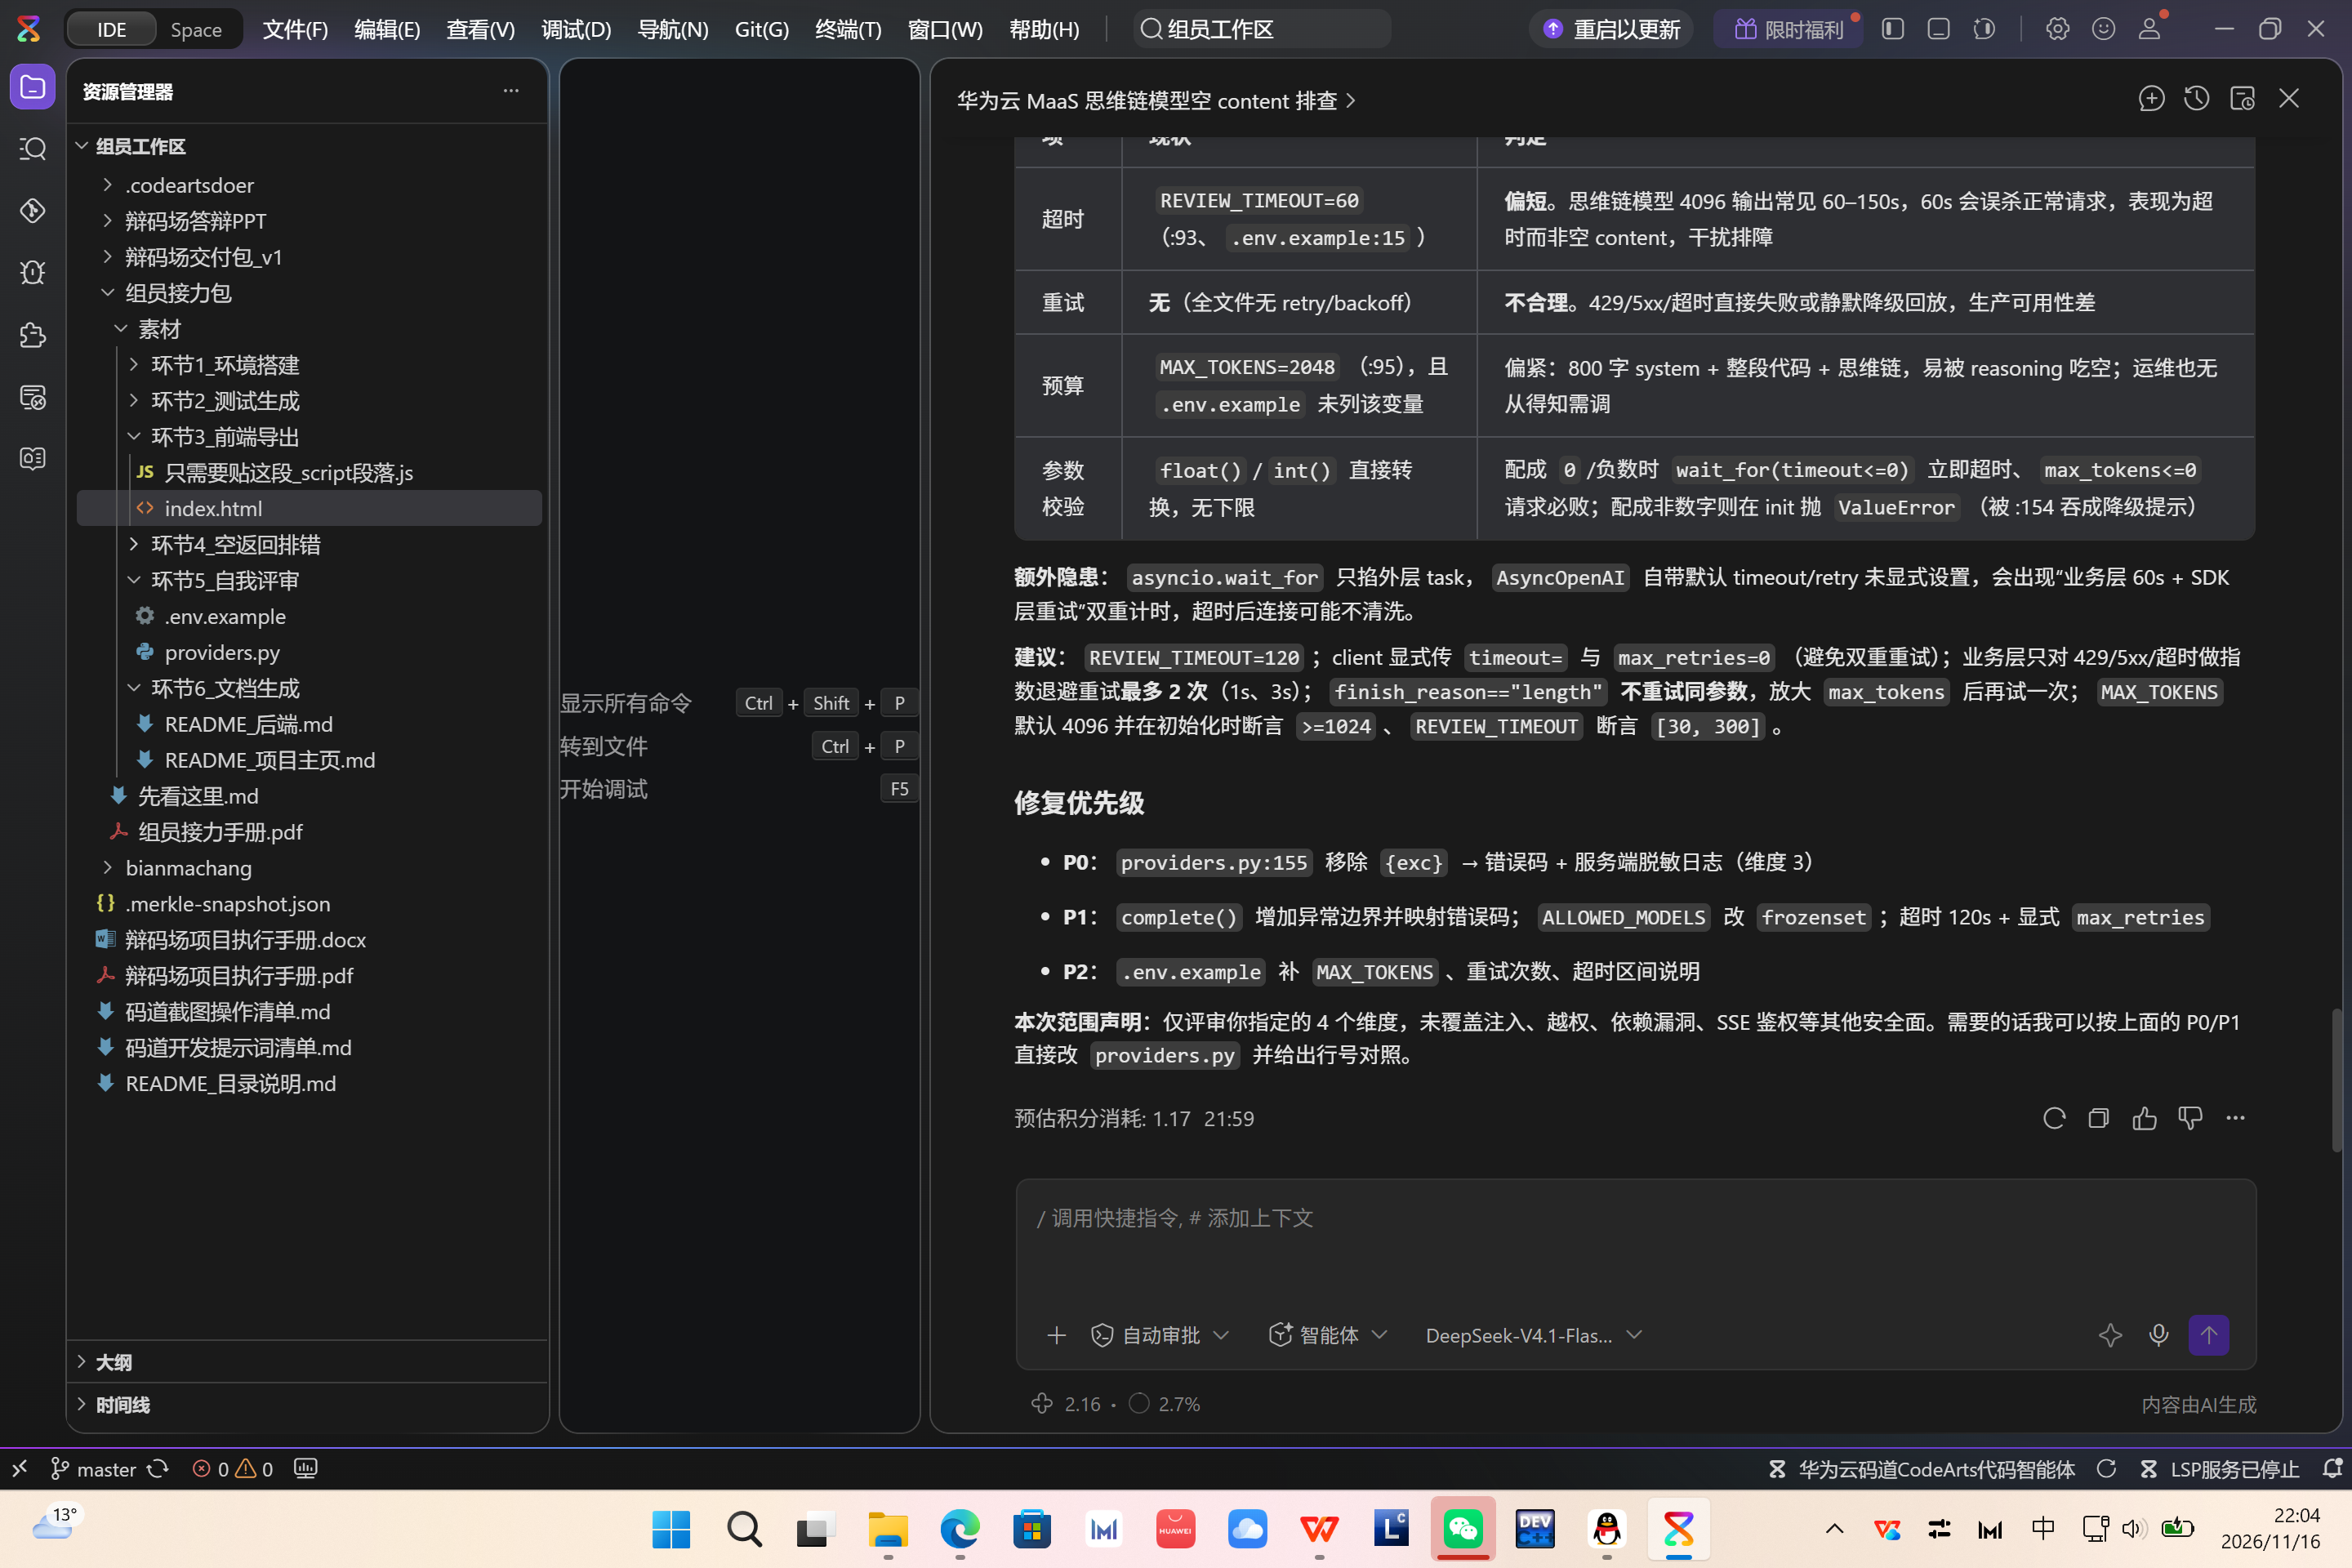 IDE Space 文件(F) 编辑(E) 查看(V) 调试(D) 导航(N) Git(G) 终端(T) 窗口(W) 帮助(H) 组员工作区 重启以更新 限时福利
资源管理器 ...
组员工作区
.codeartsdoer
辩码场答辩PPT
辩码场交付包_v1
组员接力包
素材
环节1_环境搭建
环节2_测试生成
环节3_前端导出
JS 只需要贴这段_script段落.js
<> index.html
环节4_空返回排错
环节5_自我评审
.env.example
providers.py
环节6_文档生成
README_后端.md
README_项目主页.md
先看这里.md
组员接力手册.pdf
bianmachang
{} .merkle-snapshot.json
辩码场项目执行手册.docx
辩码场项目执行手册.pdf
码道截图操作清单.md
码道开发提示词清单.md
README_目录说明.md
大纲
时间线
显示所有命令 Ctrl + Shift + P
转到文件 Ctrl + P
开始调试 F5
华为云 MaaS 思维链模型空 content 排查 >
项 现状 判定
超时
REVIEW_TIMEOUT=60
（:93、 .env.example:15 ）
偏短。思维链模型 4096 输出常见 60–150s，60s 会误杀正常请求，表现为超
时而非空 content，干扰排障
重试 无（全文件无 retry/backoff） 不合理。429/5xx/超时直接失败或静默降级回放，生产可用性差
预算
MAX_TOKENS=2048 （:95），且
.env.example 未列该变量
偏紧：800 字 system + 整段代码 + 思维链，易被 reasoning 吃空；运维也无
从得知需调
参数
校验
float() / int() 直接转
换，无下限
配成 0 /负数时 wait_for(timeout<=0) 立即超时、 max_tokens<=0
请求必败；配成非数字则在 init 抛 ValueError （被 :154 吞成降级提示）
额外隐患： asyncio.wait_for 只掐外层 task， AsyncOpenAI 自带默认 timeout/retry 未显式设置，会出现“业务层 60s + SDK
层重试”双重计时，超时后连接可能不清洗。
建议： REVIEW_TIMEOUT=120 ；client 显式传 timeout= 与 max_retries=0 （避免双重重试）；业务层只对 429/5xx/超时做指
数退避重试最多 2 次（1s、3s）； finish_reason=="length" 不重试同参数，放大 max_tokens 后再试一次； MAX_TOKENS
默认 4096 并在初始化时断言 >=1024 、 REVIEW_TIMEOUT 断言 [30, 300] 。
修复优先级
• P0： providers.py:155 移除 {exc} → 错误码 + 服务端脱敏日志（维度 3）
• P1： complete() 增加异常边界并映射错误码； ALLOWED_MODELS 改 frozenset ；超时 120s + 显式 max_retries
• P2： .env.example 补 MAX_TOKENS 、重试次数、超时区间说明
本次范围声明：仅评审你指定的 4 个维度，未覆盖注入、越权、依赖漏洞、SSE 鉴权等其他安全面。需要的话我可以按上面的 P0/P1
直接改 providers.py 并给出行号对照。
预估积分消耗: 1.17 21:59
/ 调用快捷指令, # 添加上下文
自动审批 智能体 DeepSeek-V4.1-Flas...
2.16 · 2.7% 内容由AI生成
master 0 0 华为云码道CodeArts代码智能体 LSP服务已停止
13°
HUAWEI
LC
DEV C++
中
22:04
2026/11/16